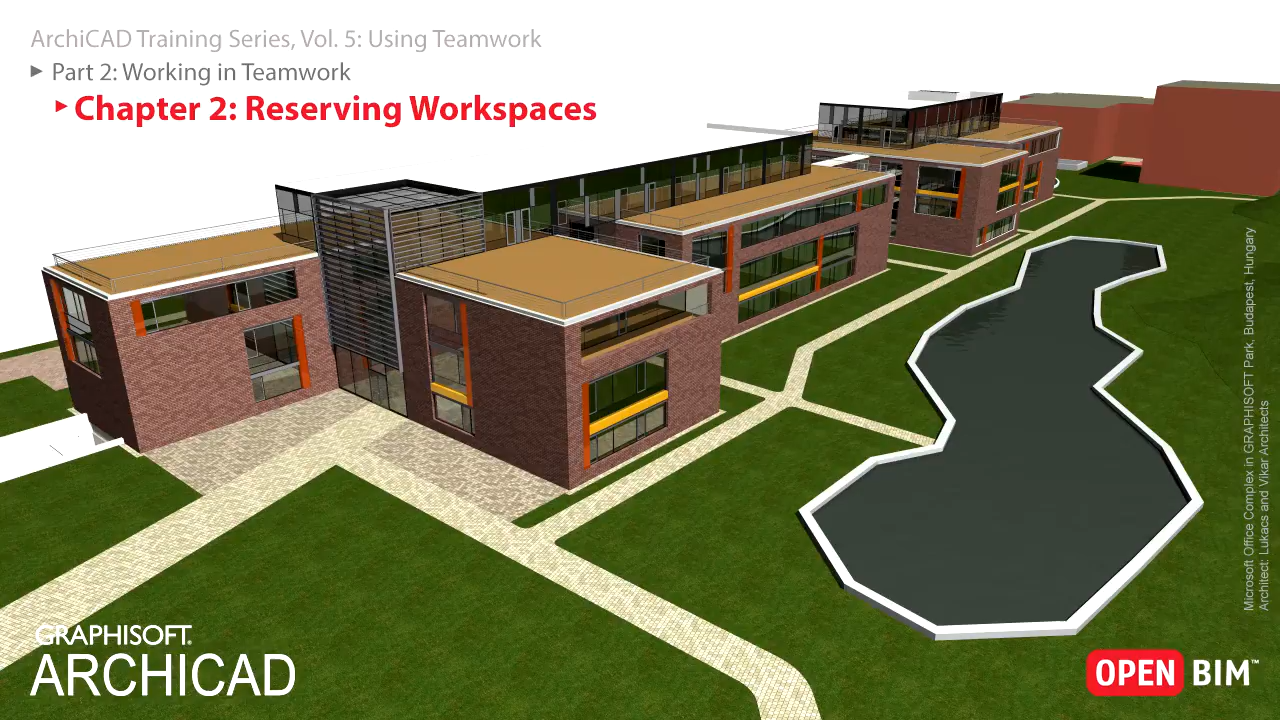 ArchiCAD Training Series, Vol. 5: Using Teamwork
Part 2: Working in Teamwork
Chapter 2: Reserving Workspaces
Microsoft Office Complex in GRAPHISOFT Park, Budapest, Hungary
Architect: Lukacs and Vikar Architects
GRAPHISOFT.
ARCHICAD
OPEN BIM™